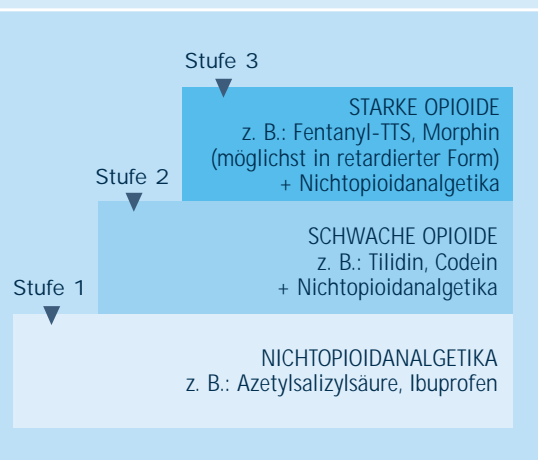 Stufe 3
STARKE OPIOIDE
z. B.: Fentanyl-TTS, Morphin
(möglichst in retardierter Form)
+ Nichtopioidanalgetika
Stufe 2
SCHWACHE OPIOIDE
z. B.: Tilidin, Codein
+ Nichtopioidanalgetika
Stufe 1
NICHTOPIOIDANALGETIKA
z. B.: Azetylsalizylsäure, Ibuprofen